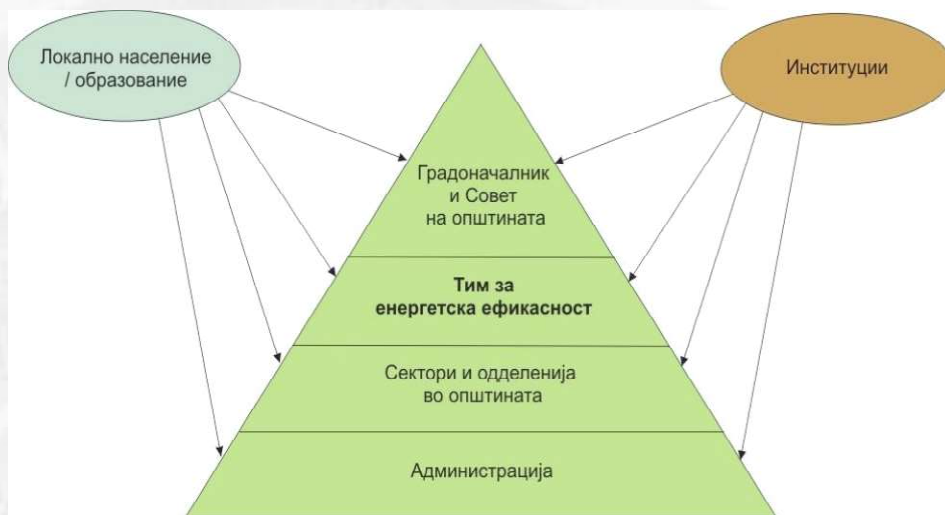 Локално население
/ образование
Институции
Градоначалник
и Совет
на општината
Тим за
енергетска ефикасност
Сектори и одделенија
во општината
Администрација